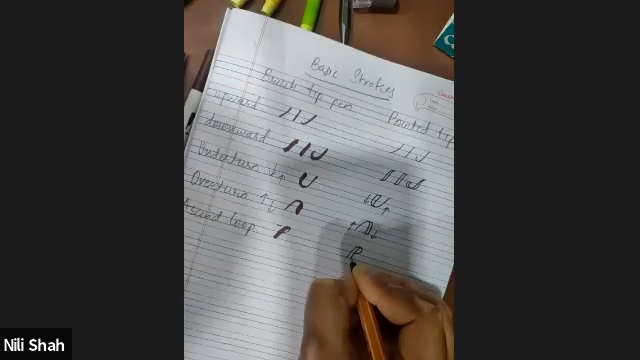 Basic Strokes
Brush tip pen
Pointed tip
upward
downward
Underturn ↓↑
Overturn ↑↓
Ascend loop
Nili Shah